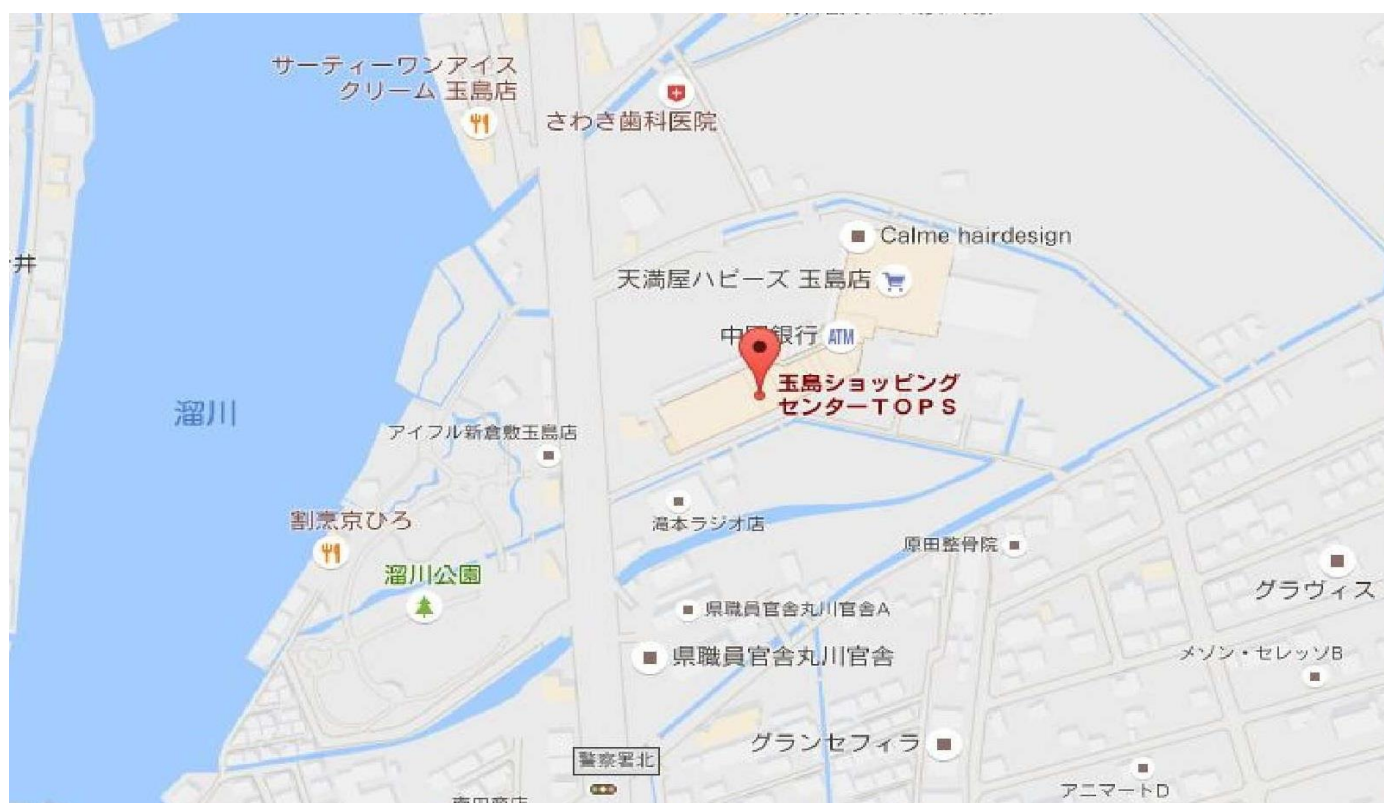 サーティーワンアイス
クリーム 玉島店
さわき歯科医院
Calme hairdesign
井
天満屋ハピーズ 玉島店
ATM
銀行
玉島ショッピング
センターTOPS
溜川
アイフル新倉敷玉島店
滝本ラジオ店
割烹京ひろ
原田整骨院
溜川公園
グラヴィス
県職員官舎丸川官舎A
県職員官舎丸川官舎
メゾン・セレッソB
グランセフィラ
警察署北
アニマートD